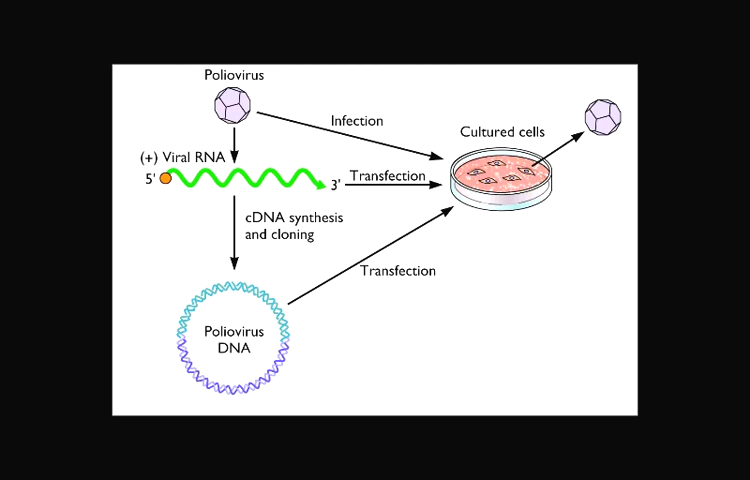 Poliovirus
Infection
Cultured cells
(+) Viral RNA
5'
3'
Transfection
cDNA synthesis
and cloning
Transfection
Poliovirus
DNA